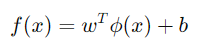 f(x) = w^T ϕ(x) + b